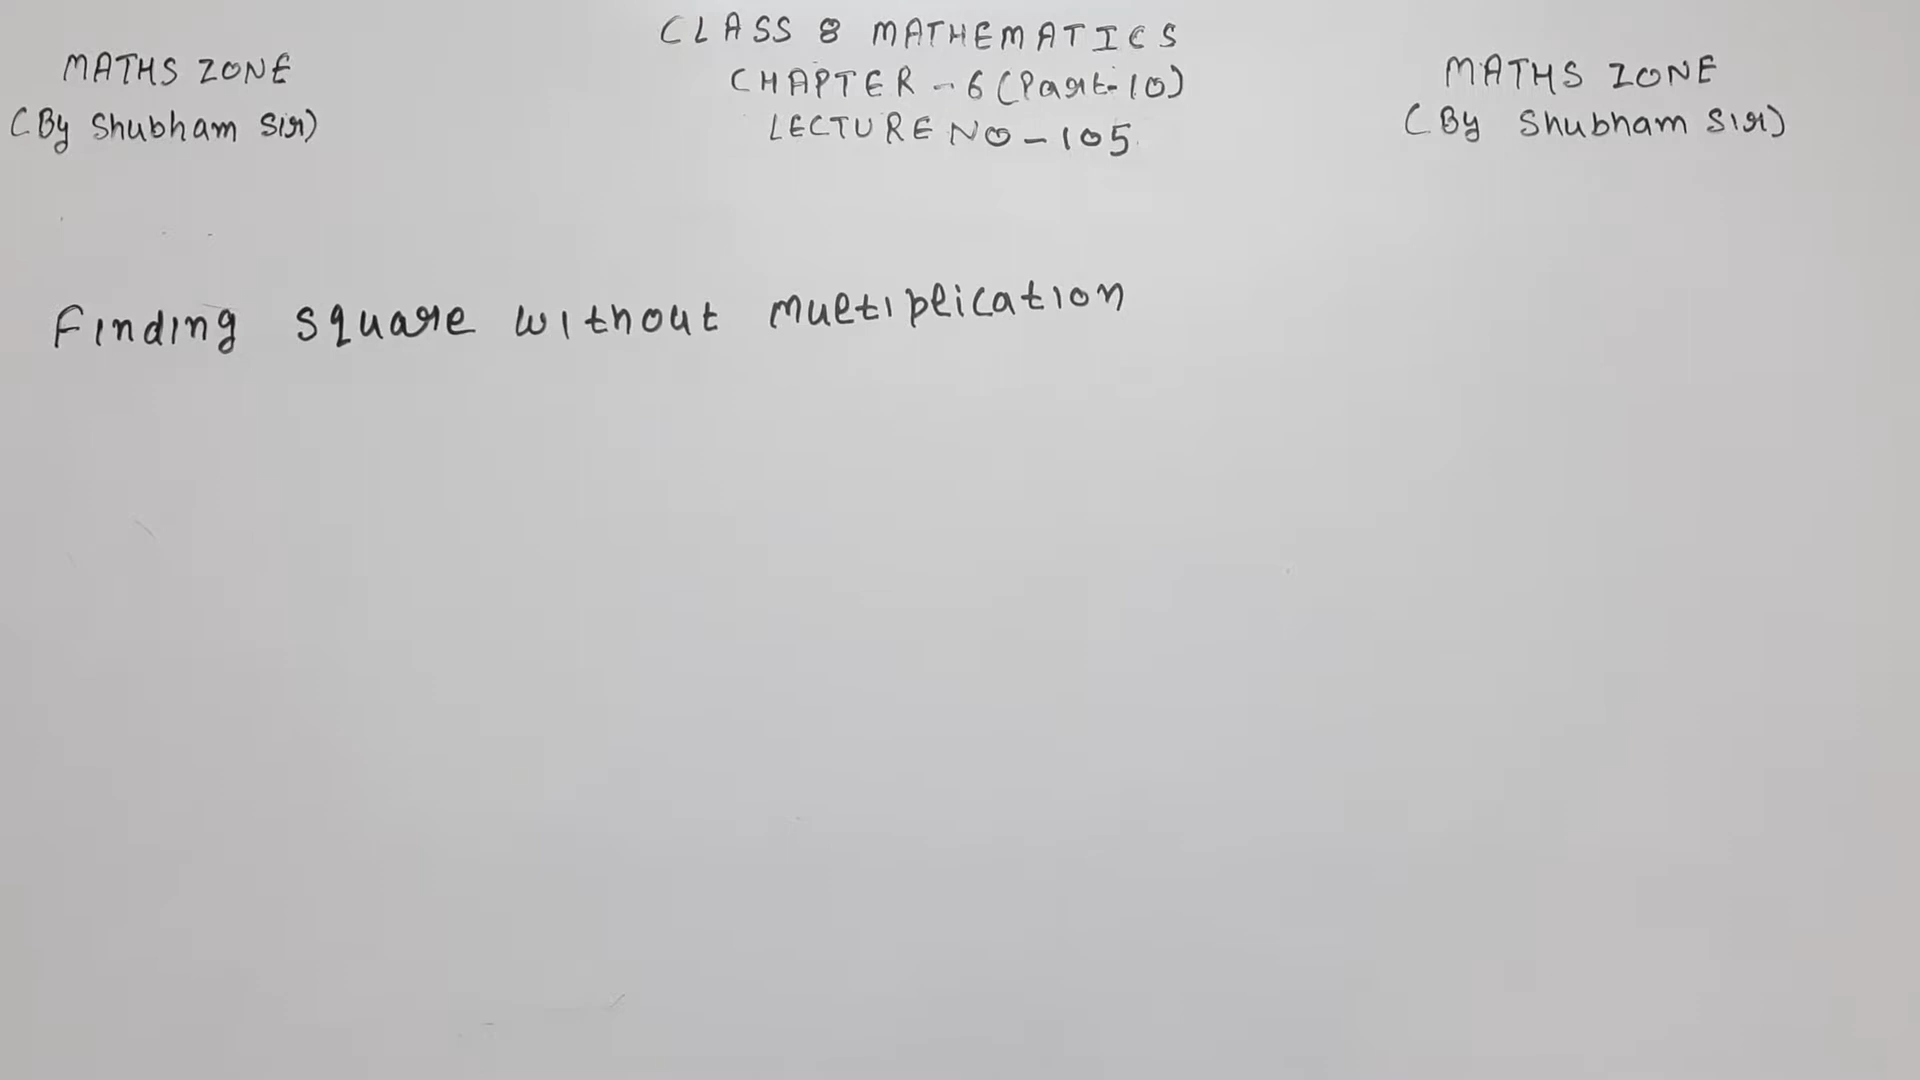 CLASS 8 MATHEMATICS
CHAPTER - 6 (Part-10)
LECTURE NO - 105
MATHS ZONE
(By Shubham Sir)
MATHS ZONE
(By Shubham Sir)
Finding square without multiplication